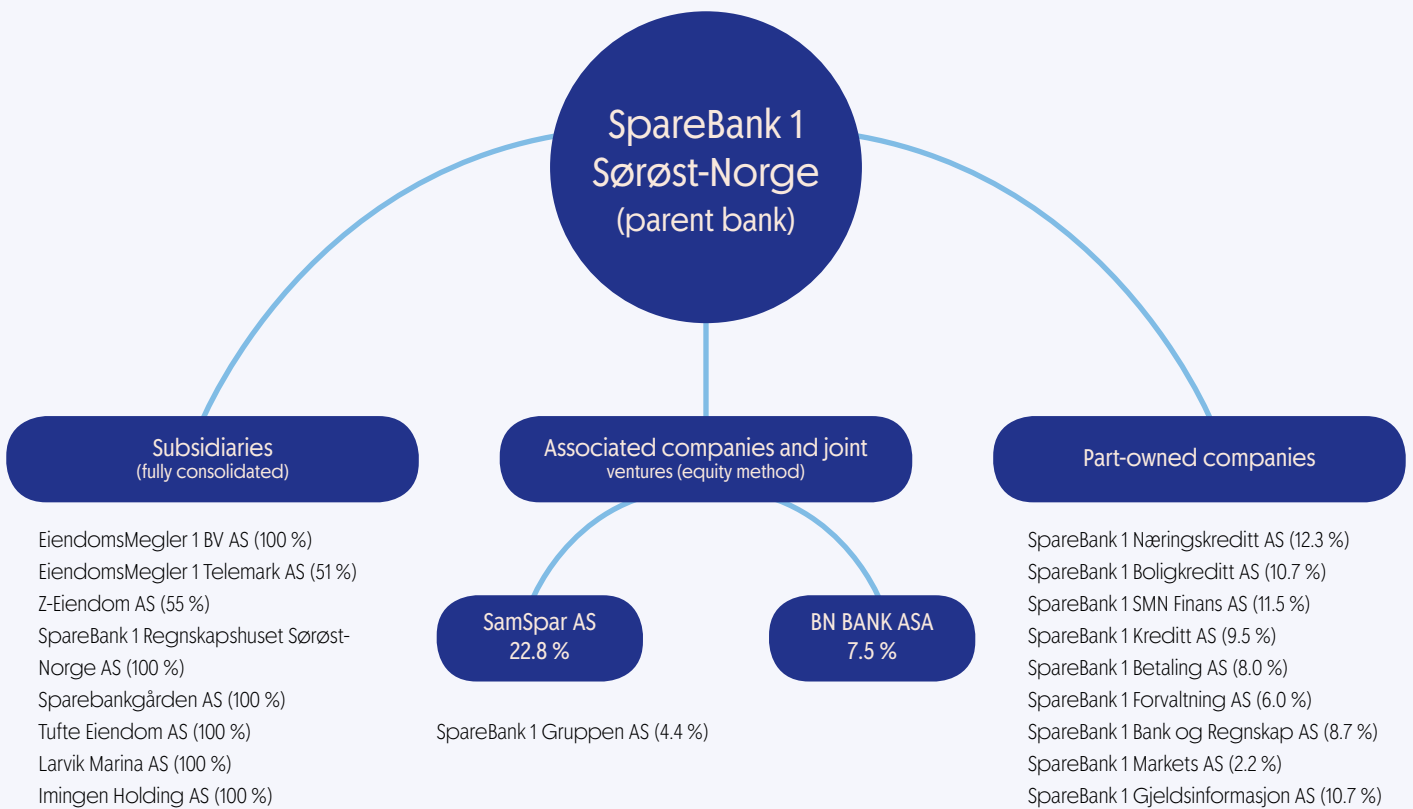 SpareBank 1
Sørøst-Norge
(parent bank)
Subsidiaries
(fully consolidated)
EiendomsMegler 1 BV AS (100 %)
EiendomsMegler 1 Telemark AS (51 %)
Z-Eiendom AS (55 %)
SpareBank 1 Regnskapshuset Sørøst-
Norge AS (100 %)
Sparebankgården AS (100 %)
Tufte Eiendom AS (100 %)
Larvik Marina AS (100 %)
Imingen Holding AS (100 %)
Associated companies and joint
ventures (equity method)
SamSpar AS
22.8 %
SpareBank 1 Gruppen AS (4.4 %)
BN BANK ASA
7.5 %
Part-owned companies
SpareBank 1 Næringskreditt AS (12.3 %)
SpareBank 1 Boligkreditt AS (10.7 %)
SpareBank 1 SMN Finans AS (11.5 %)
SpareBank 1 Kreditt AS (9.5 %)
SpareBank 1 Betaling AS (8.0 %)
SpareBank 1 Forvaltning AS (6.0 %)
SpareBank 1 Bank og Regnskap AS (8.7 %)
SpareBank 1 Markets AS (2.2 %)
SpareBank 1 Gjeldsinformasjon AS (10.7 %)